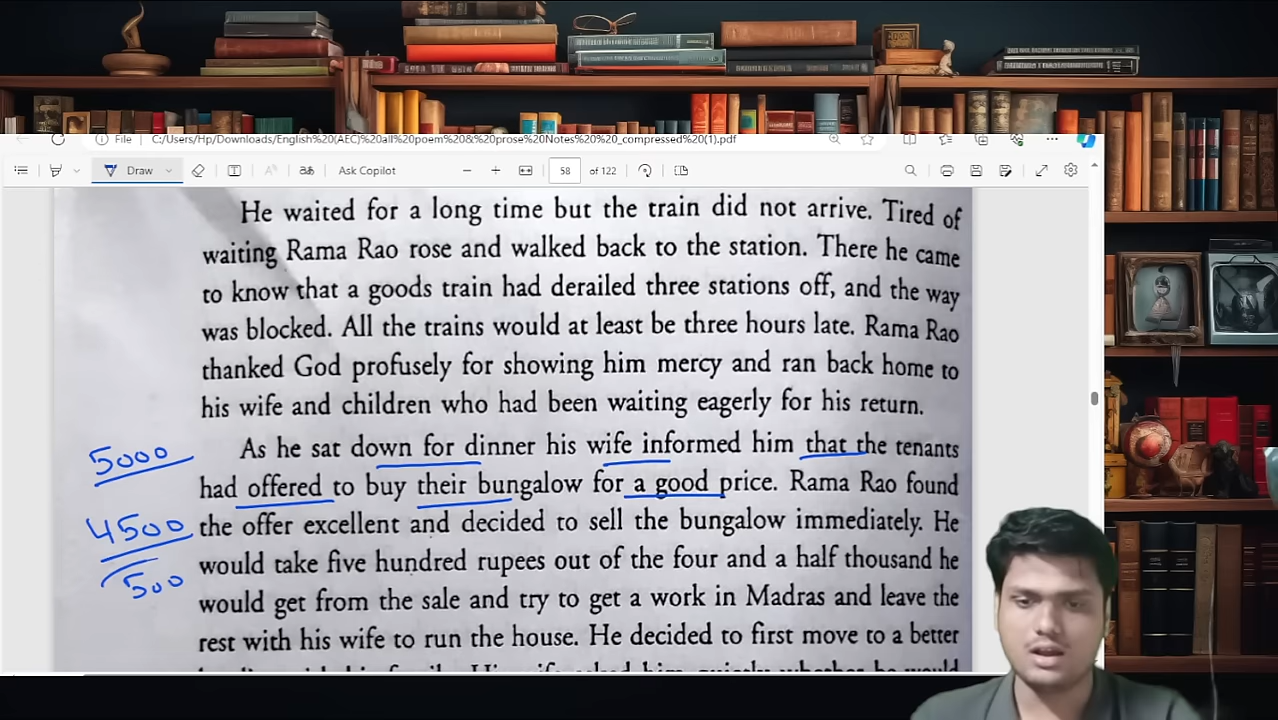 File C:/Users/Hp/Downloads/English%20(AEC)%20all%20poem%20&%20prose%20Notes%20%20_compressed%20(1).pdf
Draw Ask Copilot 58 of 122
He waited for a long time but the train did not arrive. Tired of
waiting Rama Rao rose and walked back to the station. There he came
to know that a goods train had derailed three stations off, and the way
was blocked. All the trains would at least be three hours late. Rama Rao
thanked God profusely for showing him mercy and ran back home to
his wife and children who had been waiting eagerly for his return.
As he sat down for dinner his wife informed him that the tenants
had offered to buy their bungalow for a good price. Rama Rao found
the offer excellent and decided to sell the bungalow immediately. He
would take five hundred rupees out of the four and a half thousand he
would get from the sale and try to get a work in Madras and leave the
rest with his wife to run the house. He decided to first move to a better
5000
4500
500